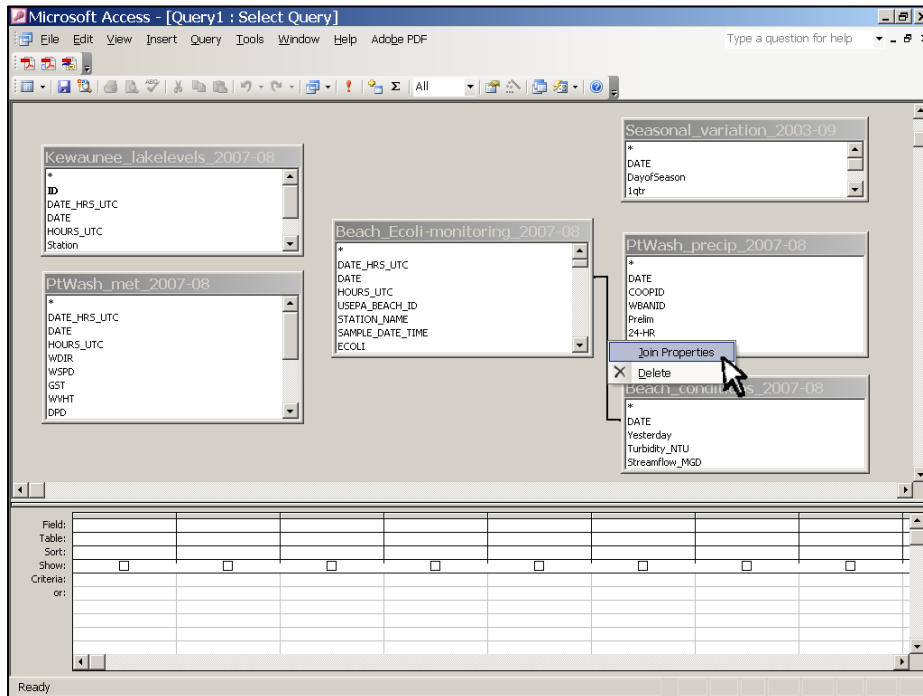 Microsoft Access - [Query1 : Select Query]
File Edit View Insert Query Tools Window Help Adobe PDF Type a question for help
All
Kewaunee_lakelevels_2007-08
*
ID
DATE_HRS_UTC
DATE
HOURS_UTC
Station
PtWash_met_2007-08
*
DATE_HRS_UTC
DATE
HOURS_UTC
WDIR
WSPD
GST
WVHT
DPD
Beach_Ecoli-monitoring_2007-08
*
DATE_HRS_UTC
DATE
HOURS_UTC
USEPA_BEACH_ID
STATION_NAME
SAMPLE_DATE_TIME
ECOLI
Seasonal_variation_2003-09
*
DATE
DayofSeason
1qtr
PtWash_precip_2007-08
*
DATE
COOPID
WBANID
Prelim
24-HR
Join Properties
Delete
Beach_conditions_2007-08
*
DATE
Yesterday
Turbidity_NTU
Streamflow_MGD
Field:
Table:
Sort:
Show:
Criteria:
or:
Ready